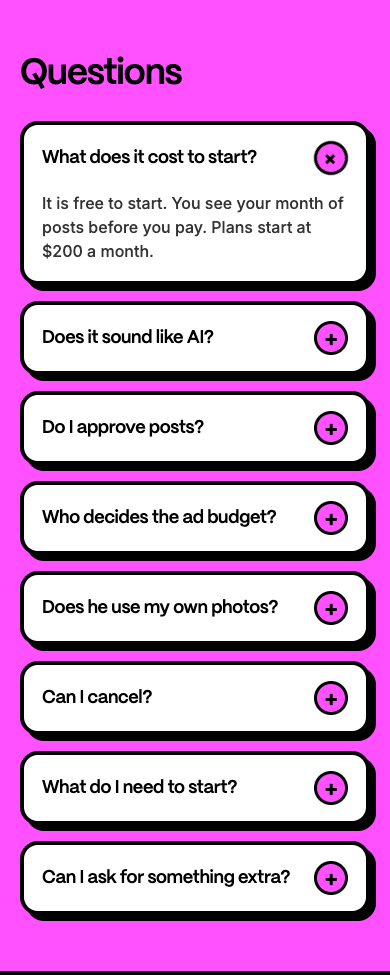 Questions
What does it cost to start?
It is free to start. You see your month of
posts before you pay. Plans start at
$200 a month.
Does it sound like AI?
Do I approve posts?
Who decides the ad budget?
Does he use my own photos?
Can I cancel?
What do I need to start?
Can I ask for something extra?